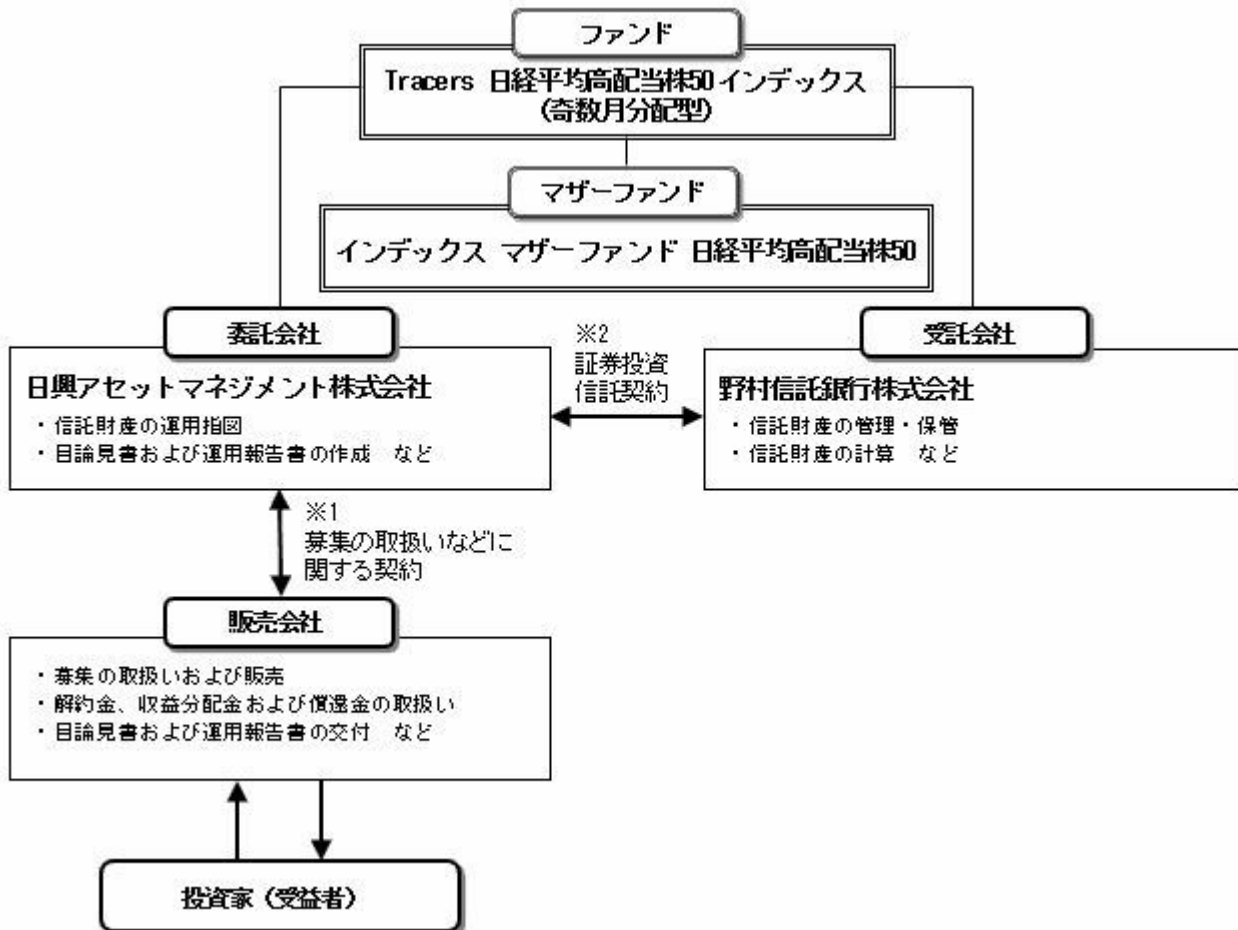 ファンド
Tracers 日経平均高配当株50インデックス
(奇数月分配型)
マザーファンド
インデックス マザーファンド 日経平均高配当株50
委託会社
日興アセットマネジメント株式会社
・信託財産の運用指図
・目論見書および運用報告書の作成 など
※2
証券投資
信託契約
受託会社
野村信託銀行株式会社
・信託財産の管理・保管
・信託財産の計算 など
※1
募集の取扱いなどに
関する契約
販売会社
・募集の取扱いおよび販売
・解約金、収益分配金および償還金の取扱い
・目論見書および運用報告書の交付 など
投資家(受益者)